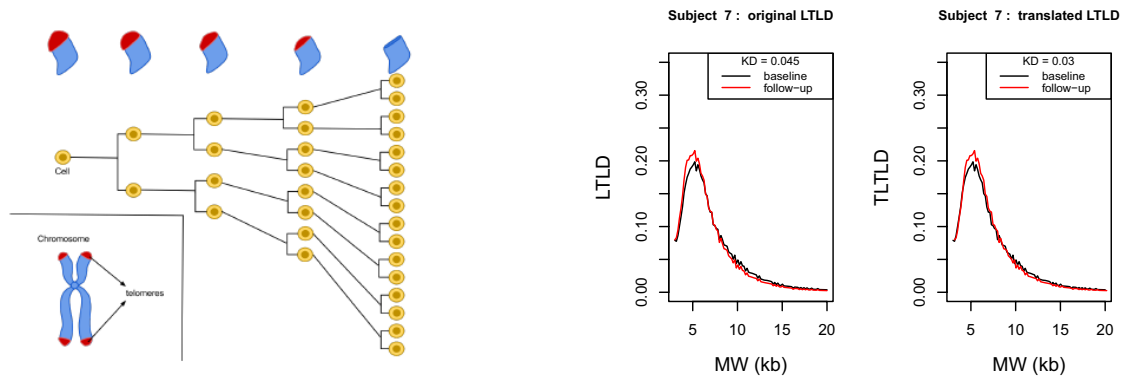 Cell
Chromosome
telomeres
Subject 7 : original LTLD
KD = 0.045
baseline
follow−up
0.30
0.20
0.10
0.00
LTLD
5 10 15 20
MW (kb)
Subject 7 : translated LTLD
KD = 0.03
baseline
follow−up
0.30
0.20
0.10
0.00
TLTLD
5 10 15 20
MW (kb)